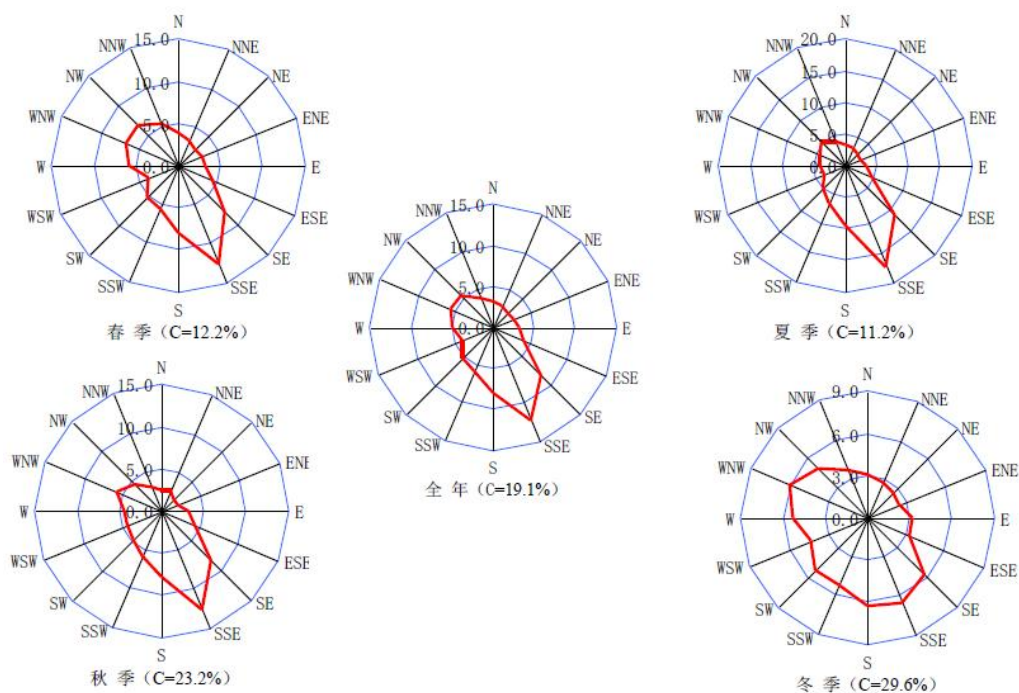 N
15.0
NNW
NNE
NW
NE
10.0
WNW
ENE
5.0
W
0.0
E
WSW
ESE
SW
SE
SSW
SSE
S
春 季（C=12.2%）
N
20.0
NNW
NNE
NW
NE
15.0
10.0
WNW
ENE
5.0
W
0.0
E
WSW
ESE
SW
SE
SSW
SSE
S
夏 季（C=11.2%）
N
15.0
NNW
NNE
NW
NE
10.0
WNW
ENE
5.0
W
0.0
E
WSW
ESE
SW
SE
SSW
SSE
S
全 年（C=19.1%）
N
15.0
NNW
NNE
NW
NE
10.0
WNW
ENE
5.0
W
0.0
E
WSW
ESE
SW
SE
SSW
SSE
S
秋 季（C=23.2%）
N
9.0
NNW
NNE
NW
NE
6.0
WNW
ENE
3.0
W
0.0
E
WSW
ESE
SW
SE
SSW
SSE
S
冬 季（C=29.6%）